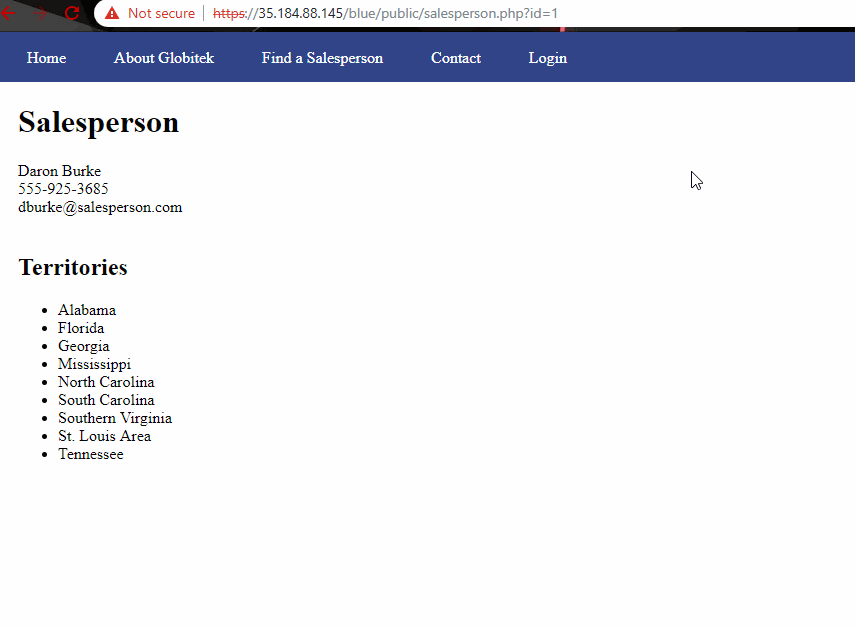 Not secure | https://35.184.88.145/blue/public/salesperson.php?id=1
Home About Globitek Find a Salesperson Contact Login
Salesperson
Daron Burke
555-925-3685
dburke@salesperson.com
Territories
• Alabama
• Florida
• Georgia
• Mississippi
• North Carolina
• South Carolina
• Southern Virginia
• St. Louis Area
• Tennessee